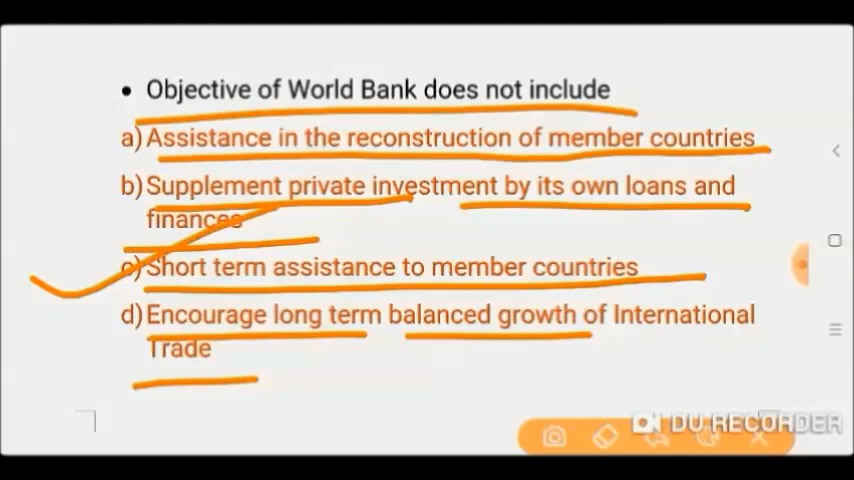 • Objective of World Bank does not include
a) Assistance in the reconstruction of member countries
b) Supplement private investment by its own loans and
finances
c) Short term assistance to member countries
d) Encourage long term balanced growth of International
Trade
DU RECORDER